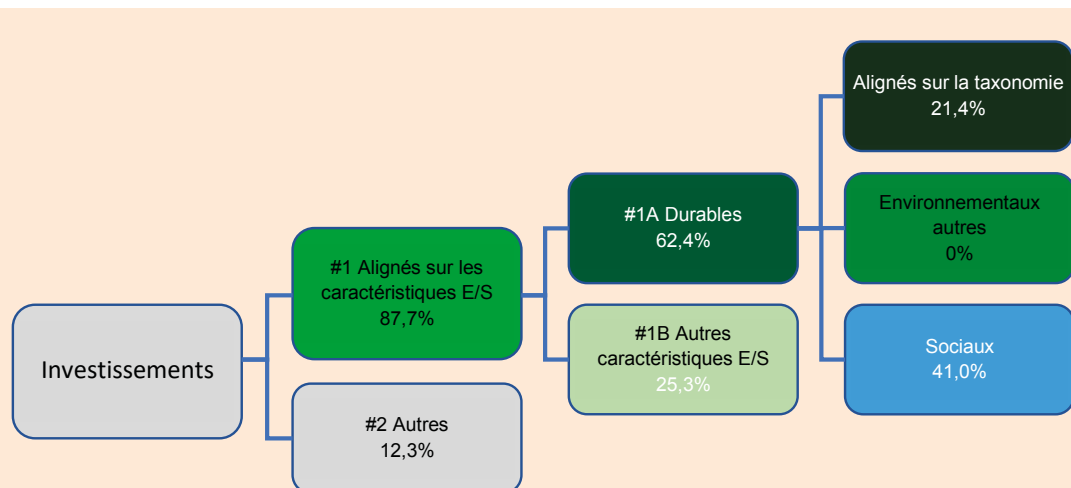 Investissements
#1 Alignés sur les
caractéristiques E/S
87,7%
#2 Autres
12,3%
#1A Durables
62,4%
#1B Autres
caractéristiques E/S
25,3%
Alignés sur la taxonomie
21,4%
Environnementaux
autres
0%
Sociaux
41,0%